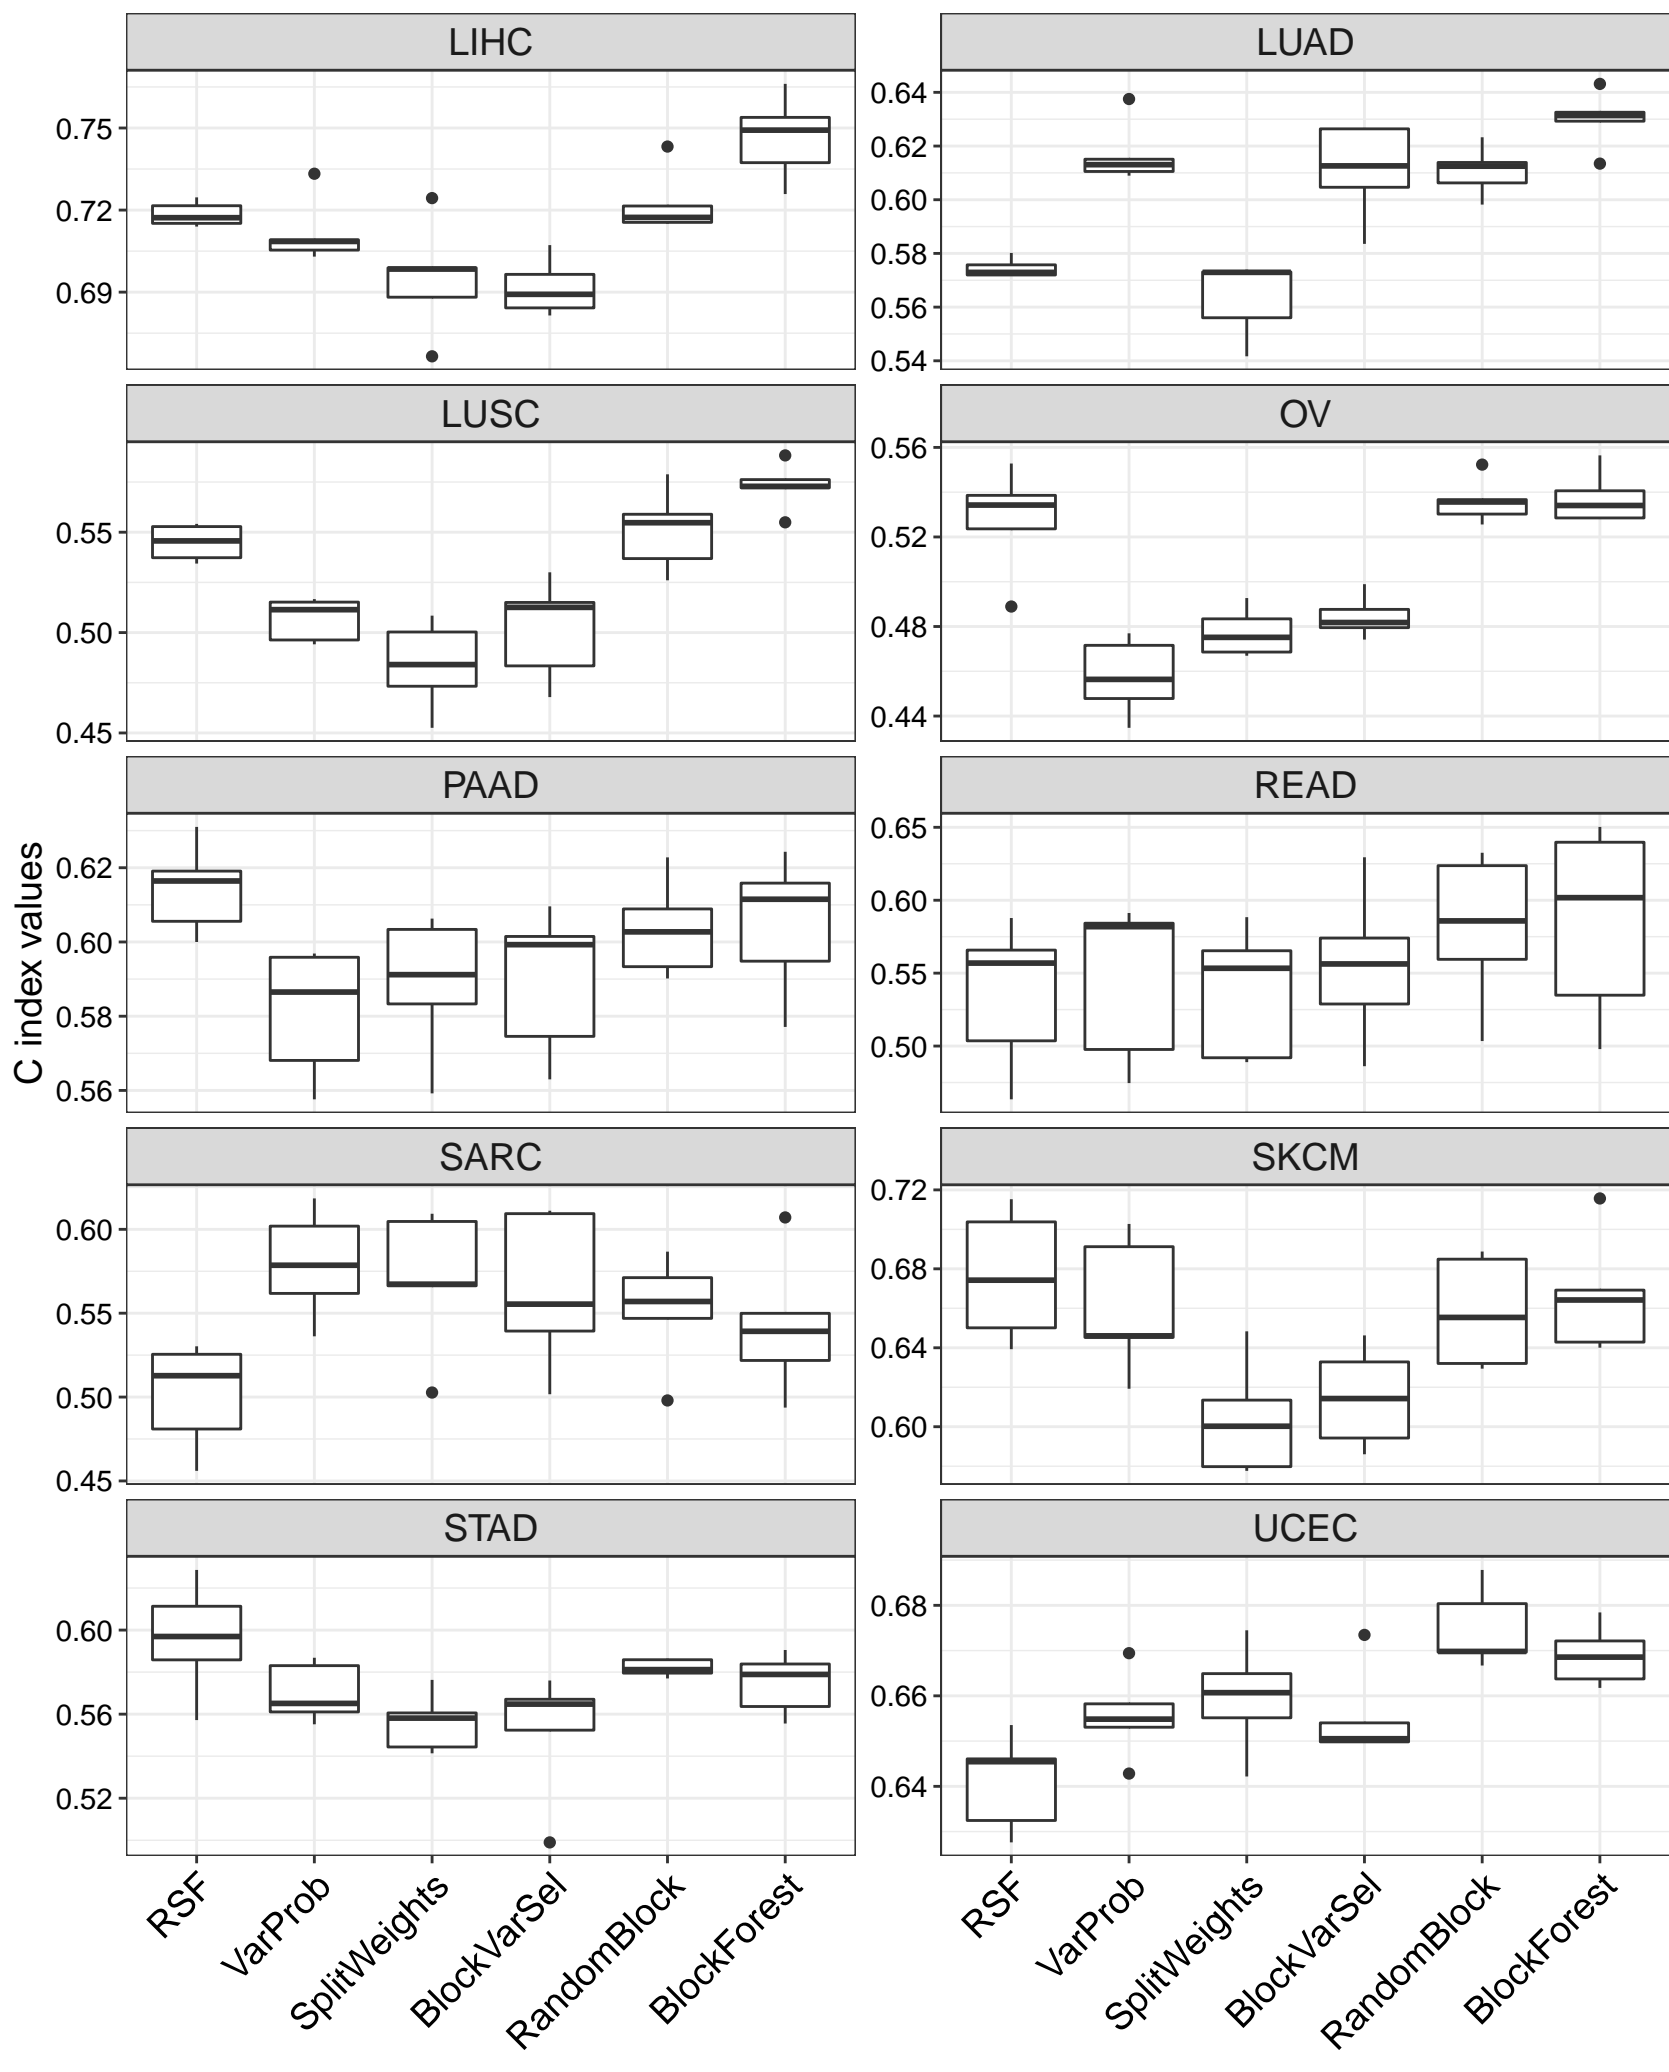 LIHC
LUAD
0.75
0.72
0.69
0.64
0.62
0.60
0.58
0.56
0.54
LUSC
OV
0.55
0.50
0.45
0.56
0.52
0.48
0.44
PAAD
READ
C index values
0.62
0.60
0.58
0.56
0.65
0.60
0.55
0.50
SARC
SKCM
0.60
0.55
0.50
0.45
0.72
0.68
0.64
0.60
STAD
UCEC
0.60
0.56
0.52
0.68
0.66
0.64
RSF
VarProb
SplitWeights
BlockVarSel
RandomBlock
BlockForest
RSF
VarProb
SplitWeights
BlockVarSel
RandomBlock
BlockForest